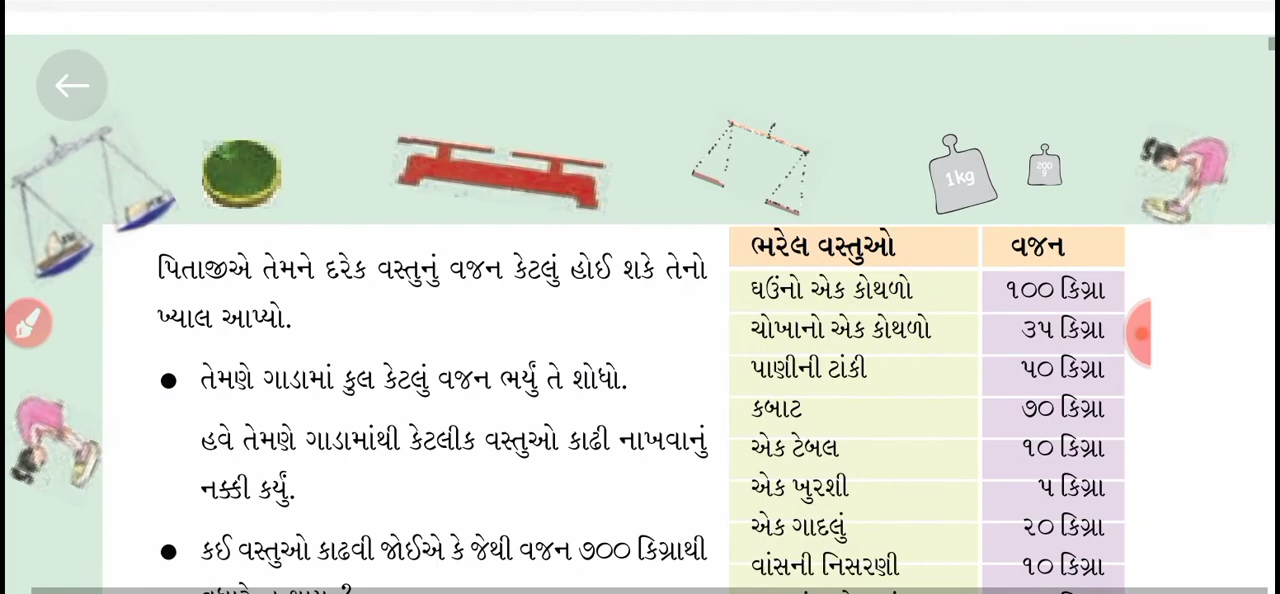 1kg
200
g
પિતાજીએ તેમને દરેક વસ્તુનું વજન કેટલું હોઈ શકે તેનો
ખ્યાલ આપ્યો.
● તેમણે ગાડામાં કુલ કેટલું વજન ભર્યું તે શોધો.
હવે તેમણે ગાડામાંથી કેટલીક વસ્તુઓ કાઢી નાખવાનું
નક્કી કર્યું.
● કઈ વસ્તુઓ કાઢવી જોઈએ કે જેથી વજન ૭૦૦ કિગ્રાથી
ભરેલ વસ્તુઓ વજન
ઘઉંનો એક કોથળો ૧૦૦ કિગ્રા
ચોખાનો એક કોથળો ૩૫ કિગ્રા
પાણીની ટાંકી ૫૦ કિગ્રા
કબાટ ૭૦ કિગ્રા
એક ટેબલ ૧૦ કિગ્રા
એક ખુરશી ૫ કિગ્રા
એક ગાદલું ૨૦ કિગ્રા
વાંસની નિસરણી ૧૦ કિગ્રા